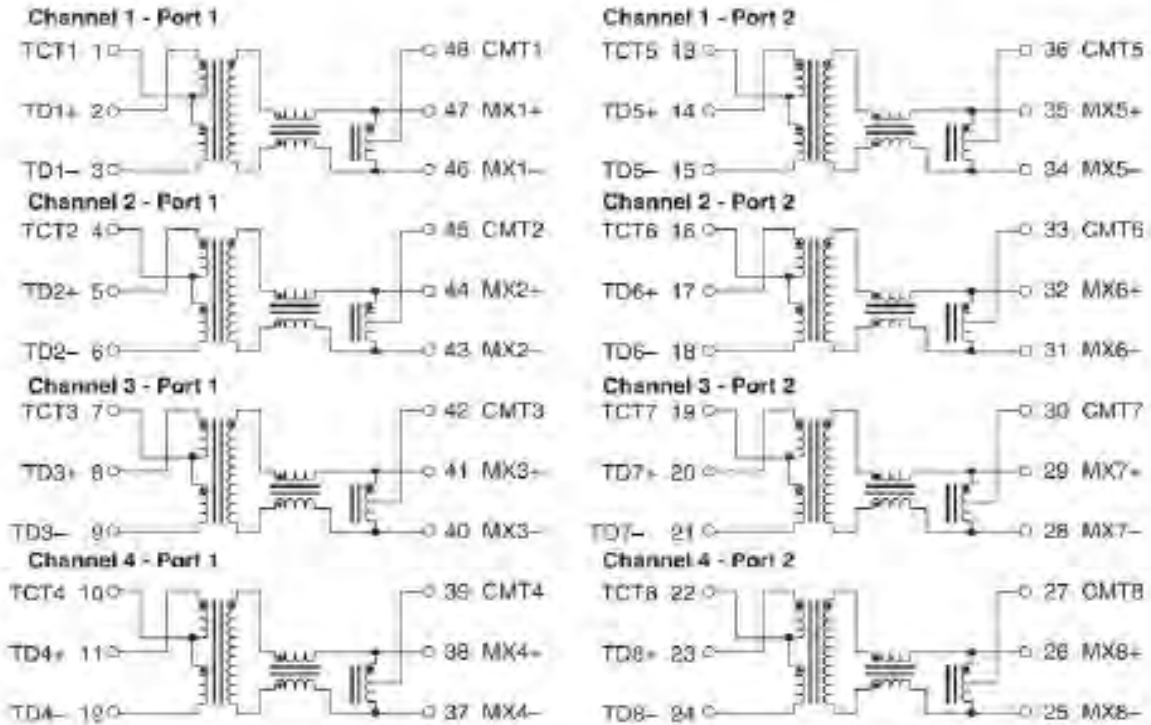 Channel 1 - Port 1
TCT1 1 48 CMT1
TD1+ 2 47 MX1+
TD1– 3 46 MX1–
Channel 2 - Port 1
TCT2 4 45 CMT2
TD2+ 5 44 MX2+
TD2– 6 43 MX2–
Channel 3 - Port 1
TCT3 7 42 CMT3
TD3+ 8 41 MX3+
TD3– 9 40 MX3–
Channel 4 - Port 1
TCT4 10 39 CMT4
TD4+ 11 38 MX4+
TD4– 12 37 MX4–
Channel 1 - Port 2
TCT5 13 36 CMT5
TD5+ 14 35 MX5+
TD5– 15 34 MX5–
Channel 2 - Port 2
TCT6 16 33 CMT6
TD6+ 17 32 MX6+
TD6– 18 31 MX6–
Channel 3 - Port 2
TCT7 19 30 CMT7
TD7+ 20 29 MX7+
TD7– 21 28 MX7–
Channel 4 - Port 2
TCT8 22 27 CMT8
TD8+ 23 26 MX8+
TD8– 24 25 MX8–